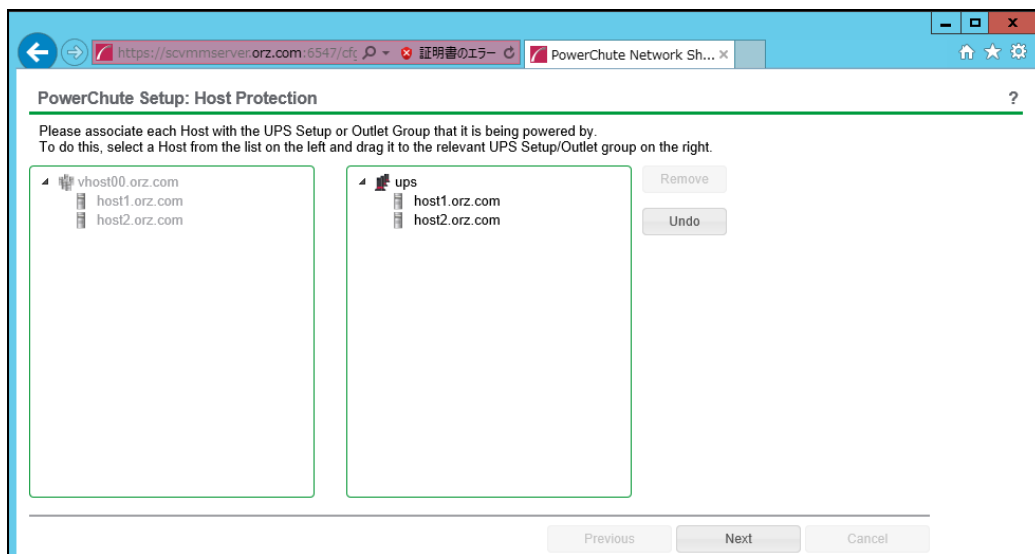 https://scvmmserver.orz.com:6547/cfg
証明書のエラー
PowerChute Network Sh...
PowerChute Setup: Host Protection
?
Please associate each Host with the UPS Setup or Outlet Group that it is being powered by.
To do this, select a Host from the list on the left and drag it to the relevant UPS Setup/Outlet group on the right.
vhost00.orz.com
host1.orz.com
host2.orz.com
ups
host1.orz.com
host2.orz.com
Remove
Undo
Previous
Next
Cancel